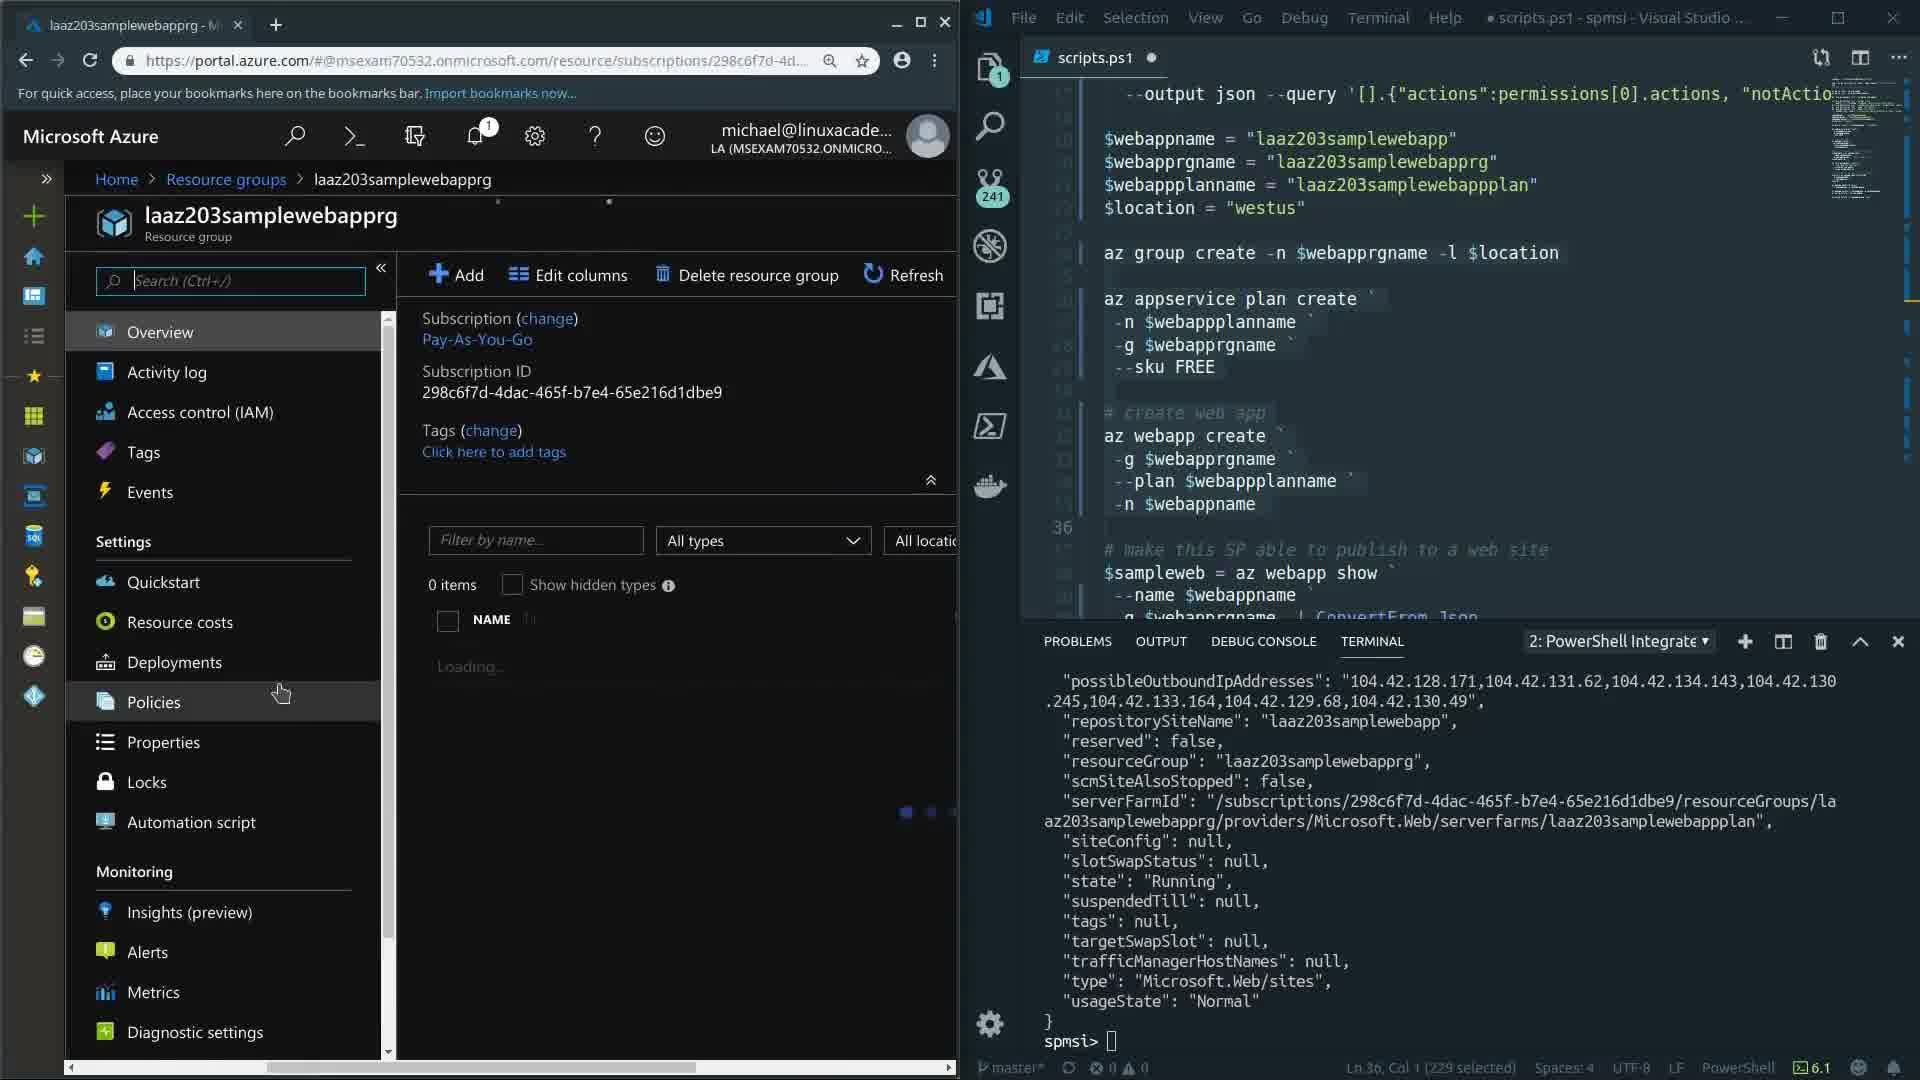 laaz203samplewebapprg - M
https://portal.azure.com/#@msexam70532.onmicrosoft.com/resource/subscriptions/298c6f7d-4d...
For quick access, place your bookmarks here on the bookmarks bar. Import bookmarks now...
Microsoft Azure
1
michael@linuxacade...
LA (MSEXAM70532.ONMICRO...
Home > Resource groups > laaz203samplewebapprg
laaz203samplewebapprg
Resource group
Search (Ctrl+/)
Overview
Activity log
Access control (IAM)
Tags
Events
Settings
Quickstart
Resource costs
Deployments
Policies
Properties
Locks
Automation script
Monitoring
Insights (preview)
Alerts
Metrics
Diagnostic settings
Add Edit columns Delete resource group Refresh
Subscription (change)
Pay-As-You-Go
Subscription ID
298c6f7d-4dac-465f-b7e4-65e216d1dbe9
Tags (change)
Click here to add tags
Filter by name... All types All locatio
0 items Show hidden types
NAME
Loading...
File Edit Selection View Go Debug Terminal Help ● scripts.ps1 - spmsi - Visual Studio ...
scripts.ps1
1
241
SQL
--output json --query '[].{"actions":permissions[0].actions, "notActio
$webappname = "laaz203samplewebapp"
$webapprgname = "laaz203samplewebapprg"
$webappplanname = "laaz203samplewebappplan"
$location = "westus"
az group create -n $webapprgname -l $location
az appservice plan create `
-n $webappplanname `
-g $webapprgname `
--sku FREE
# create web app
az webapp create `
-g $webapprgname `
--plan $webappplanname `
-n $webappname
36
# make this SP able to publish to a web site
$sampleweb = az webapp show `
--name $webappname `
-g $webapprgname | ConvertFrom-Json
PROBLEMS OUTPUT DEBUG CONSOLE TERMINAL 2: PowerShell Integrate
"possibleOutboundIpAddresses": "104.42.128.171,104.42.131.62,104.42.134.143,104.42.130
.245,104.42.133.164,104.42.129.68,104.42.130.49",
"repositorySiteName": "laaz203samplewebapp",
"reserved": false,
"resourceGroup": "laaz203samplewebapprg",
"scmSiteAlsoStopped": false,
"serverFarmId": "/subscriptions/298c6f7d-4dac-465f-b7e4-65e216d1dbe9/resourceGroups/la
az203samplewebapprg/providers/Microsoft.Web/serverfarms/laaz203samplewebappplan",
"siteConfig": null,
"slotSwapStatus": null,
"state": "Running",
"suspendedTill": null,
"tags": null,
"targetSwapSlot": null,
"trafficManagerHostNames": null,
"type": "Microsoft.Web/sites",
"usageState": "Normal"
}
spmsi>
master* 0 0 Ln 36, Col 1 (229 selected) Spaces: 4 UTF-8 LF PowerShell 6.1